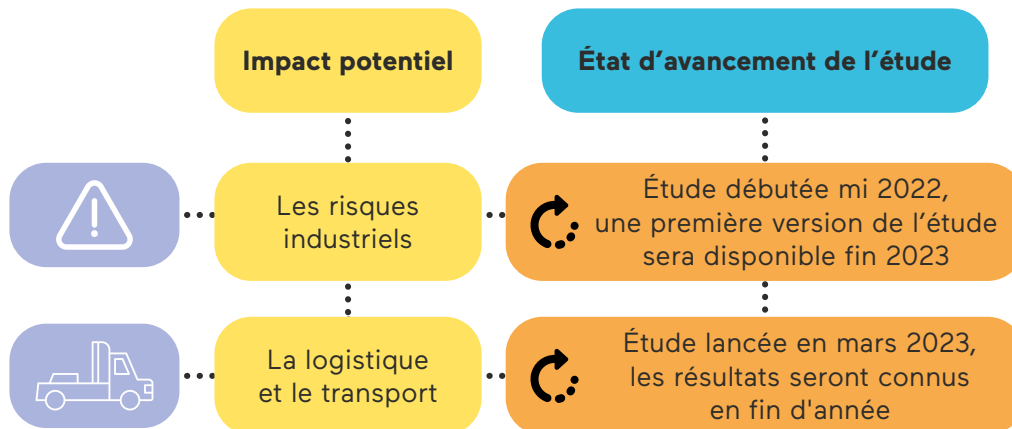 Impact potentiel
État d’avancement de l’étude
Les risques
industriels
Étude débutée mi 2022,
une première version de l’étude
sera disponible fin 2023
La logistique
et le transport
Étude lancée en mars 2023,
les résultats seront connus
en fin d'année